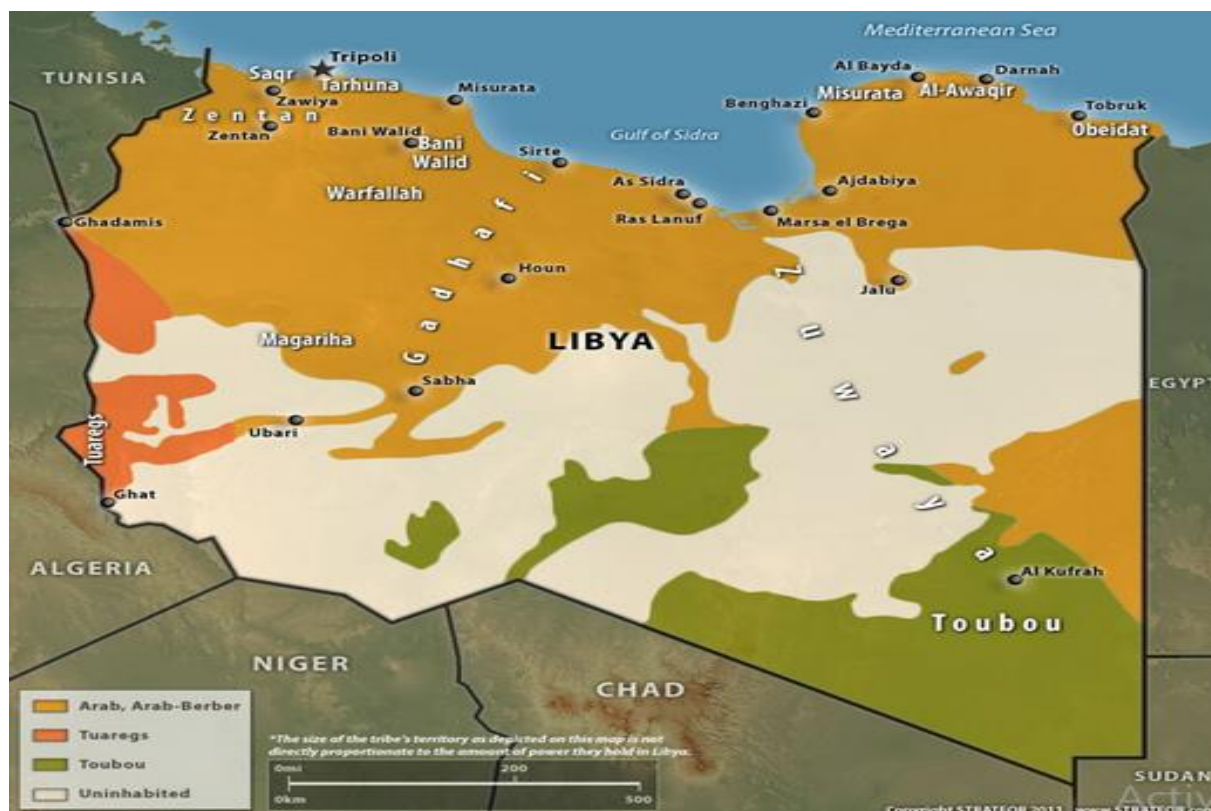 Mediterranean Sea
TUNISIA
Tripoli
Saqr
Tarhuna
Zawiya
Misurata
Zentan
Zentan
Bani Walid
Bani
Walid
Warfallah
Al Bayda
Darnah
Misurata
Al-Awaqir
Benghazi
Tobruk
Obeidat
Gulf of Sidra
Sirte
As Sidra
Ras Lanuf
Ajdabiya
Marsa el Brega
Ghadamis
Gadhafi
Houn
Jalu
Zuwaya
Magariha
LIBYA
Sabha
EGYPT
Ubari
Tuaregs
Ghat
ALGERIA
Al Kufrah
Toubou
NIGER
CHAD
SUDAN
Arab, Arab-Berber
Tuaregs
Toubou
Uninhabited
*The size of the tribe's territory as depicted on this map is not
directly proportionate to the amount of power they hold in Libya.
0mi 200
0km 500
Copyright STRATFOR 2011 www.STRATFOR.com
Activ